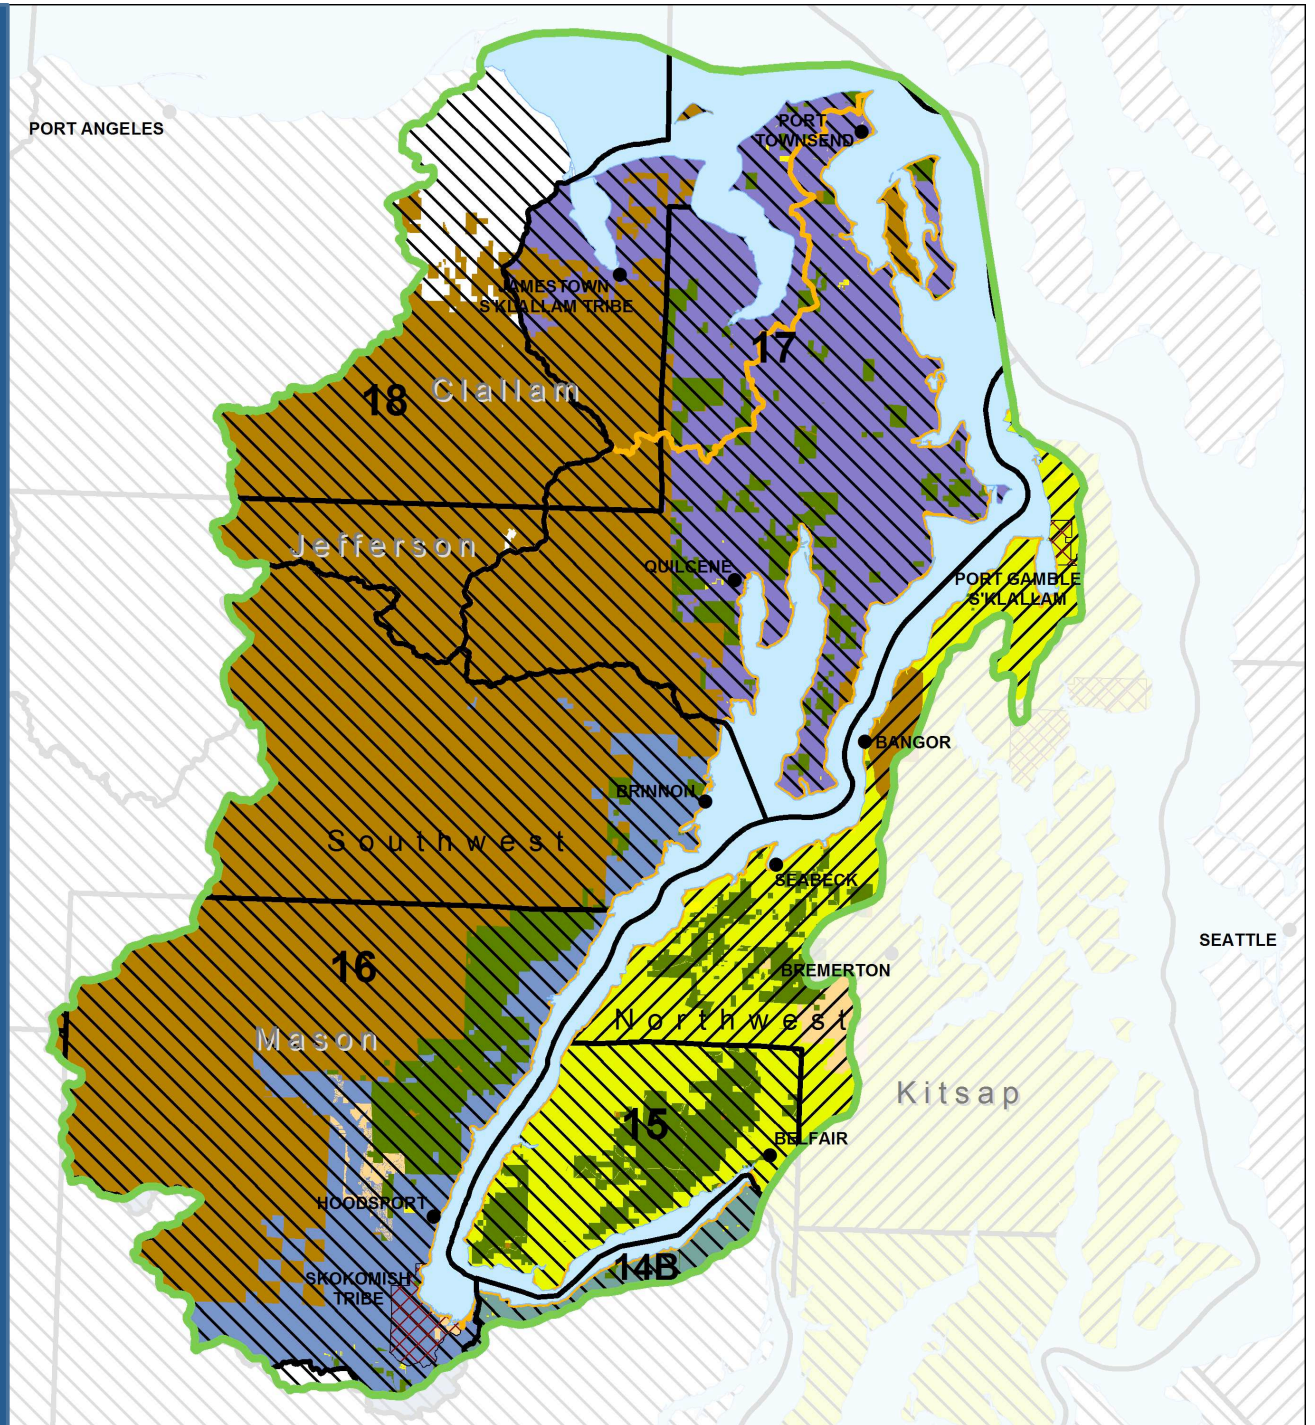 PORT ANGELES
PORT
TOWNSEND
JAMESTOWN
S'KLALLAM TRIBE
17
18
Clallam
Jefferson
QUILCENE
PORT GAMBLE
S'KLALLAM
BANGOR
BRINNON
Southwest
SEABECK
SEATTLE
16
BREMERTON
Northwest
Mason
Kitsap
15
BELFAIR
HOODSPORT
14B
SKOKOMISH
TRIBE